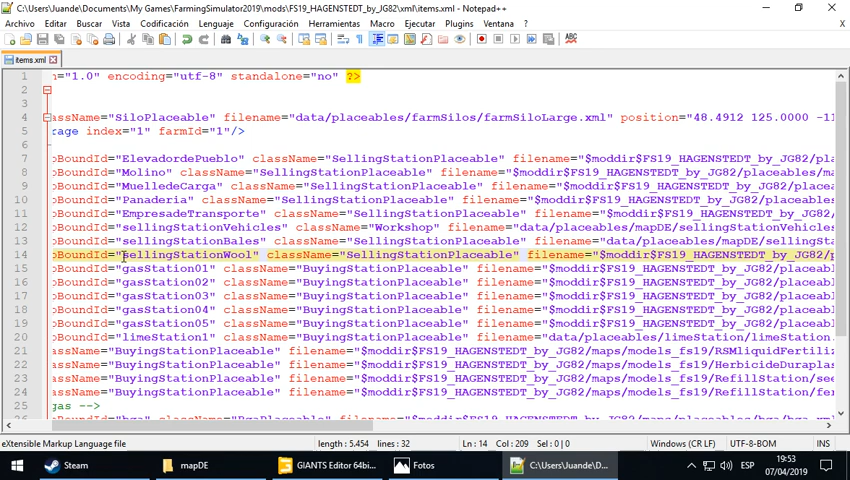 C:\Users\Juande\Documents\My Games\FarmingSimulator2019\mods\FS19_HAGENSTEDT_by_JG82\xml\items.xml - Notepad++
Archivo Editar Buscar Vista Codificación Lenguaje Configuración Herramientas Macro Ejecutar Plugins Ventana ? X
items.xml
1 n="1.0" encoding="utf-8" standalone="no" ?>
2
3
4 assName="SiloPlaceable" filename="data/placeables/farmSilos/farmSiloLarge.xml" position="48.4912 125.0000 -11
5 rage index="1" farmId="1"/>
6
7 pBoundId="ElevadordePueblo" className="SellingStationPlaceable" filename="$moddir$FS19_HAGENSTEDT_by_JG82/pla
8 pBoundId="Molino" className="SellingStationPlaceable" filename="$moddir$FS19_HAGENSTEDT_by_JG82/placeables/ma
9 pBoundId="MuelledeCarga" className="SellingStationPlaceable" filename="$moddir$FS19_HAGENSTEDT_by_JG82/placea
10 pBoundId="Panaderia" className="SellingStationPlaceable" filename="$moddir$FS19_HAGENSTEDT_by_JG82/placeables
11 pBoundId="EmpresadeTransporte" className="SellingStationPlaceable" filename="$moddir$FS19_HAGENSTEDT_by_JG82/
12 pBoundId="sellingStationVehicles" className="Workshop" filename="data/placeables/mapDE/sellingStationVehicles
13 pBoundId="sellingStationBales" className="SellingStationPlaceable" filename="data/placeables/mapDE/sellingSta
14 pBoundId="sellingStationWool" className="SellingStationPlaceable" filename="$moddir$FS19_HAGENSTEDT_by_JG82/p
15 pBoundId="gasStation01" className="BuyingStationPlaceable" filename="$moddir$FS19_HAGENSTEDT_by_JG82/placeabl
16 pBoundId="gasStation02" className="BuyingStationPlaceable" filename="$moddir$FS19_HAGENSTEDT_by_JG82/placeabl
17 pBoundId="gasStation03" className="BuyingStationPlaceable" filename="$moddir$FS19_HAGENSTEDT_by_JG82/placeabl
18 pBoundId="gasStation04" className="BuyingStationPlaceable" filename="$moddir$FS19_HAGENSTEDT_by_JG82/placeabl
19 pBoundId="gasStation05" className="BuyingStationPlaceable" filename="$moddir$FS19_HAGENSTEDT_by_JG82/placeabl
20 pBoundId="limeStation1" className="BuyingStationPlaceable" filename="data/placeables/limeStation/limeStation.
21 assName="BuyingStationPlaceable" filename="$moddir$FS19_HAGENSTEDT_by_JG82/maps/models_fs19/RSMliquidFertiliz
22 assName="BuyingStationPlaceable" filename="$moddir$FS19_HAGENSTEDT_by_JG82/maps/models_fs19/HerbicideDuraplas
23 assName="BuyingStationPlaceable" filename="$moddir$FS19_HAGENSTEDT_by_JG82/maps/models_fs19/RefillStation/see
24 assName="BuyingStationPlaceable" filename="$moddir$FS19_HAGENSTEDT_by_JG82/maps/models_fs19/RefillStation/fer
25 gas -->
eXtensible Markup Language file length : 5.454 lines : 32 Ln : 14 Col : 209 Sel : 0 | 0 Windows (CR LF) UTF-8-BOM INS
Steam mapDE GIANTS Editor 64bi... Fotos C:\Users\Juande\D... ESP 19:53
07/04/2019